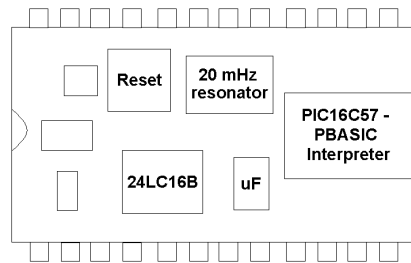 Reset
20 mHz
resonator
PIC16C57 -
PBASIC
Interpreter
24LC16B
uF